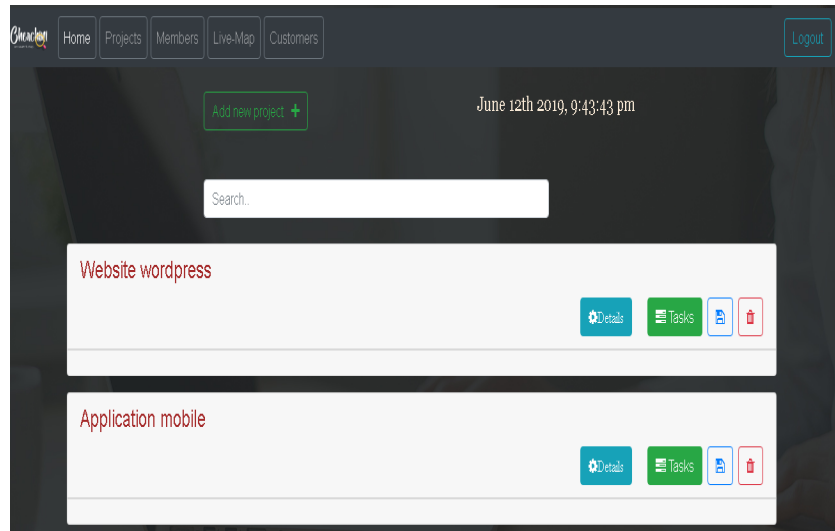 Home Projects Members Live-Map Customers Logout
Add new project + June 12th 2019, 9:43:43 pm
Search..
Website wordpress
Details Tasks
Application mobile
Details Tasks